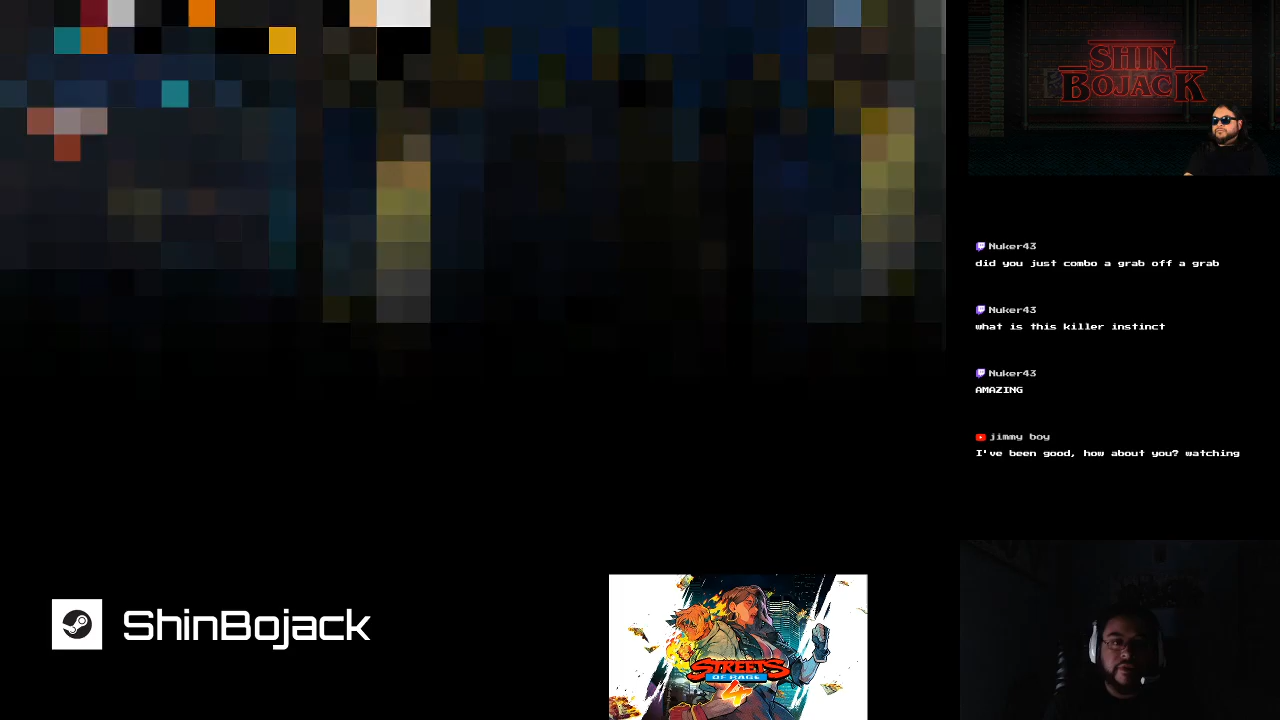 SHIN
BOJACK
Nuker43
did you just combo a grab off a grab
Nuker43
what is this killer instinct
Nuker43
AMAZING
jimmy boy
I've been good, how about you? watching
ShinBojack
STREETS
OF RAGE
4